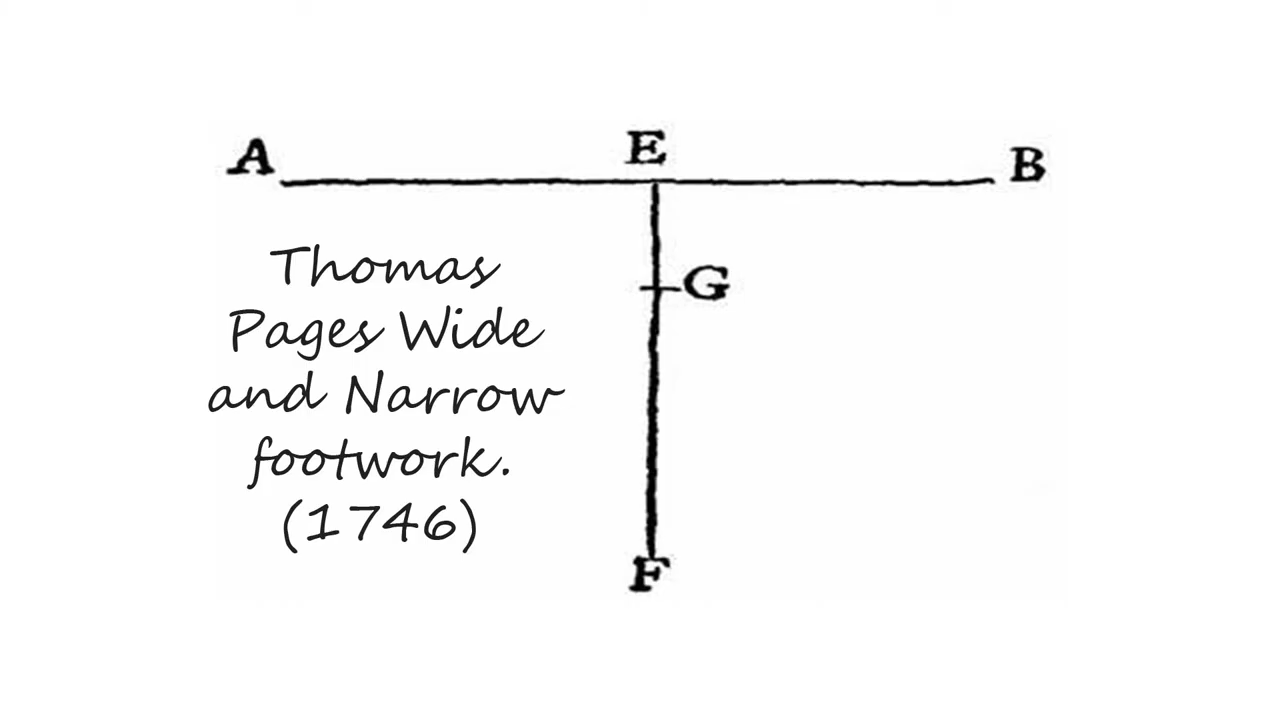 A E B
G
Thomas
Pages Wide
and Narrow
footwork.
(1746)
F